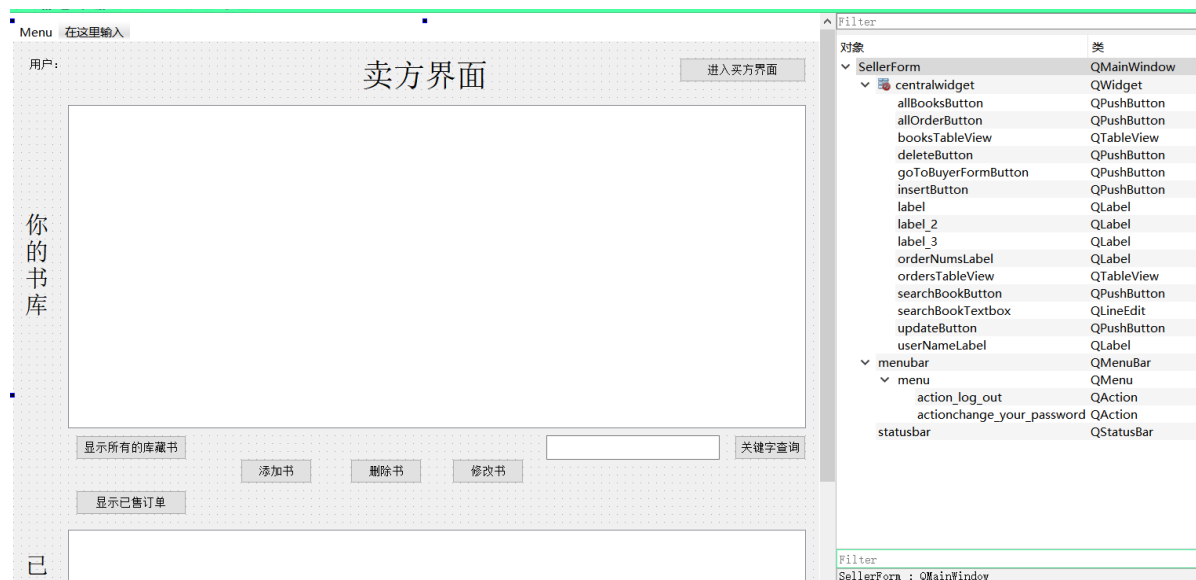 Menu 在这里输入
用户：
卖方界面
进入买方界面
你
的
书
库
显示所有的库藏书
关键字查询
添加书
删除书
修改书
显示已售订单
已
Filter
对象 类
SellerForm QMainWindow
centralwidget QWidget
allBooksButton QPushButton
allOrderButton QPushButton
booksTableView QTableView
deleteButton QPushButton
goToBuyerFormButton QPushButton
insertButton QPushButton
label QLabel
label_2 QLabel
label_3 QLabel
orderNumsLabel QLabel
ordersTableView QTableView
searchBookButton QPushButton
searchBookTextbox QLineEdit
updateButton QPushButton
userNameLabel QLabel
menubar QMenuBar
menu QMenu
action_log_out QAction
actionchange_your_password QAction
statusbar QStatusBar
Filter
SellerForm : QMainWindow